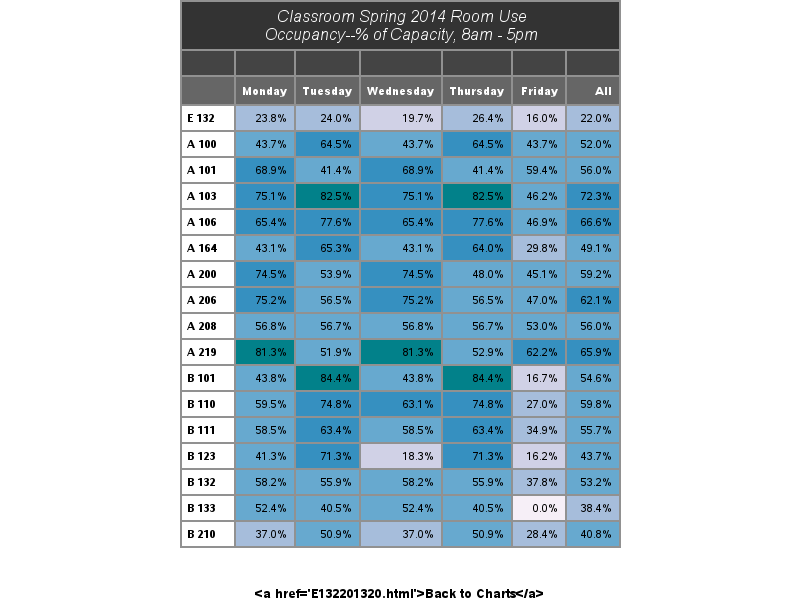 Classroom Spring 2014 Room Use
Occupancy--% of Capacity, 8am - 5pm
Monday Tuesday Wednesday Thursday Friday All
E 132 23.8% 24.0% 19.7% 26.4% 16.0% 22.0%
A 100 43.7% 64.5% 43.7% 64.5% 43.7% 52.0%
A 101 68.9% 41.4% 68.9% 41.4% 59.4% 56.0%
A 103 75.1% 82.5% 75.1% 82.5% 46.2% 72.3%
A 106 65.4% 77.6% 65.4% 77.6% 46.9% 66.6%
A 164 43.1% 65.3% 43.1% 64.0% 29.8% 49.1%
A 200 74.5% 53.9% 74.5% 48.0% 45.1% 59.2%
A 206 75.2% 56.5% 75.2% 56.5% 47.0% 62.1%
A 208 56.8% 56.7% 56.8% 56.7% 53.0% 56.0%
A 219 81.3% 51.9% 81.3% 52.9% 62.2% 65.9%
B 101 43.8% 84.4% 43.8% 84.4% 16.7% 54.6%
B 110 59.5% 74.8% 63.1% 74.8% 27.0% 59.8%
B 111 58.5% 63.4% 58.5% 63.4% 34.9% 55.7%
B 123 41.3% 71.3% 18.3% 71.3% 16.2% 43.7%
B 132 58.2% 55.9% 58.2% 55.9% 37.8% 53.2%
B 133 52.4% 40.5% 52.4% 40.5% 0.0% 38.4%
B 210 37.0% 50.9% 37.0% 50.9% 28.4% 40.8%
<a href='E132201320.html'>Back to Charts</a>